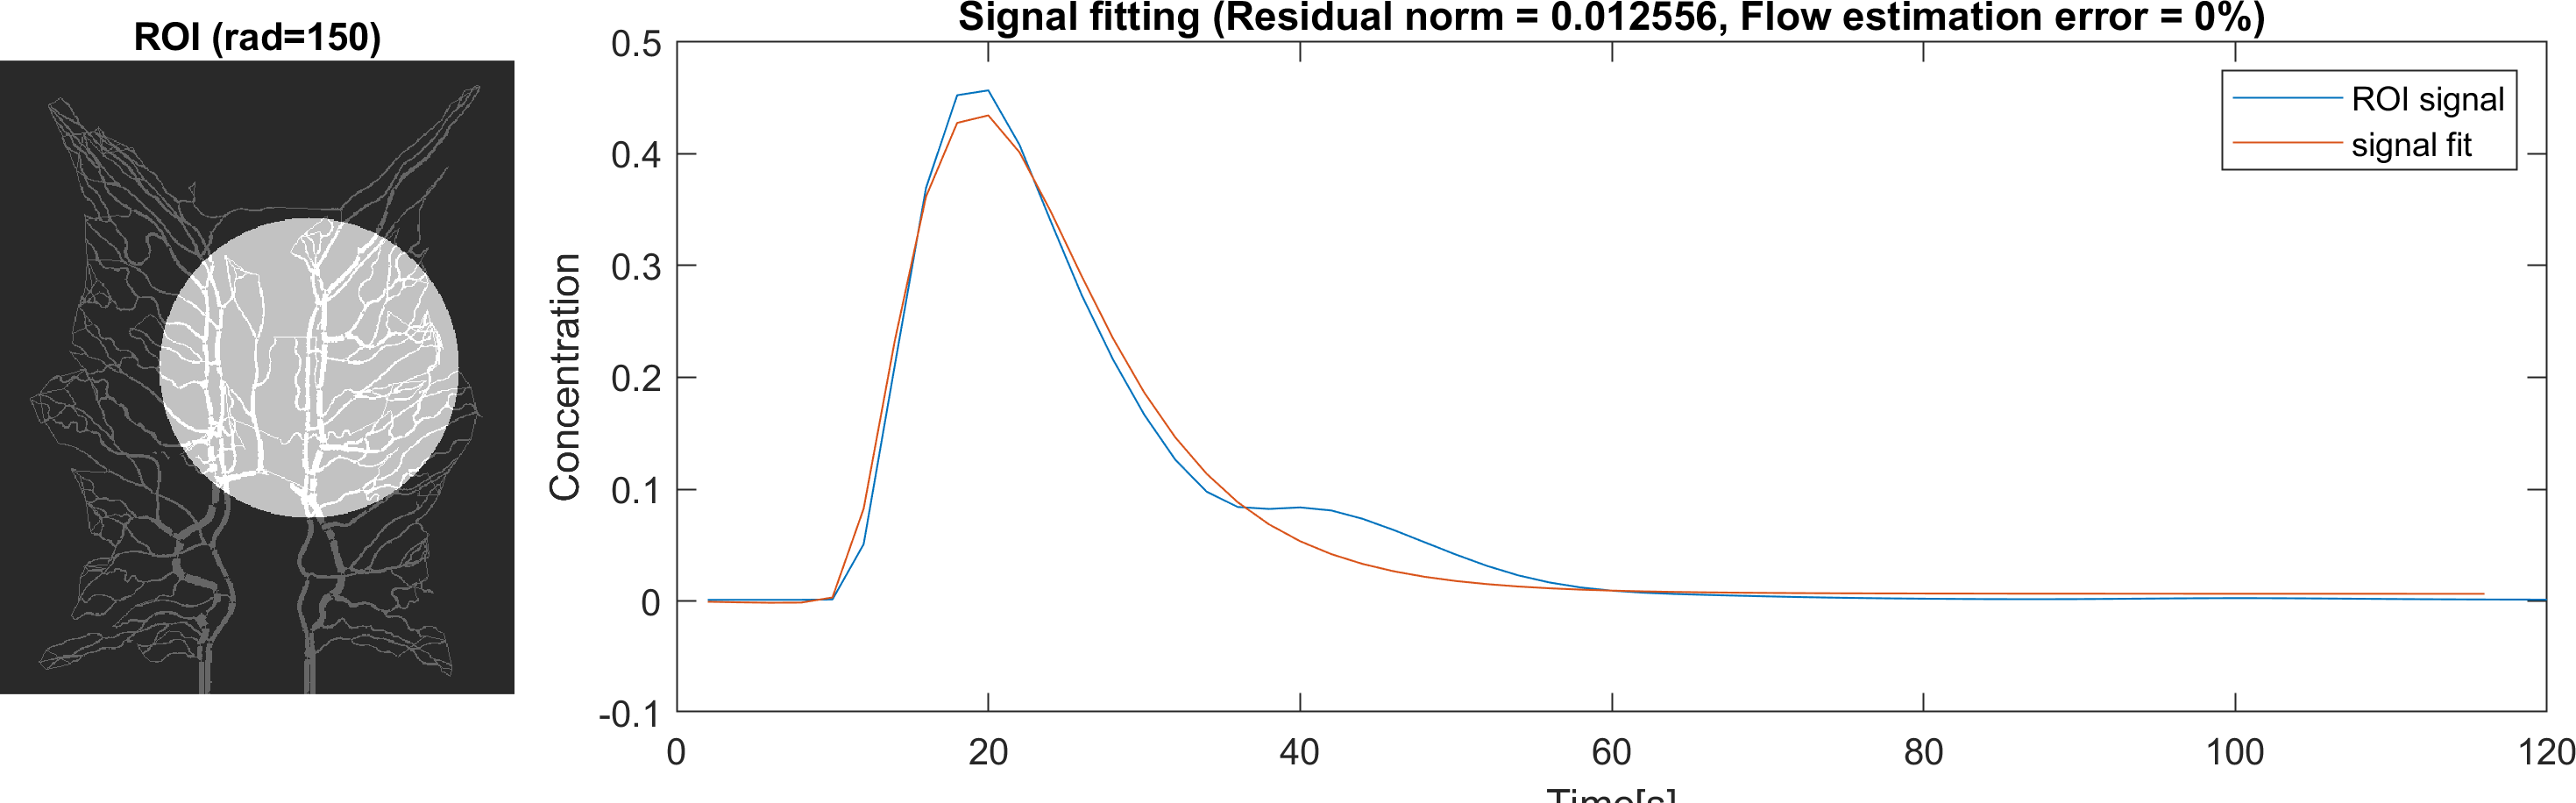 ROI (rad=150)
Signal fitting (Residual norm = 0.012556, Flow estimation error = 0%)
0.5
0.4
0.3
0.2
0.1
0
-0.1
Concentration
ROI signal
signal fit
0 20 40 60 80 100 120
Time[s]